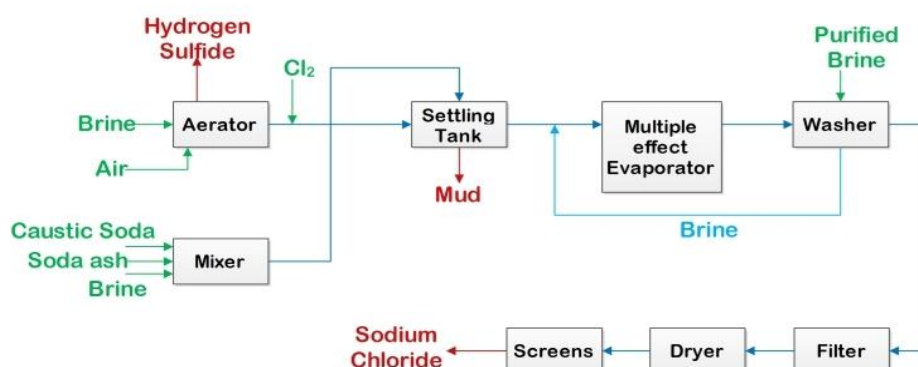 Hydrogen
Sulfide
Cl₂
Purified
Brine
Brine
Aerator
Settling
Tank
Multiple
effect
Evaporator
Washer
Air
Mud
Brine
Caustic Soda
Soda ash
Brine
Mixer
Sodium
Chloride
Screens
Dryer
Filter